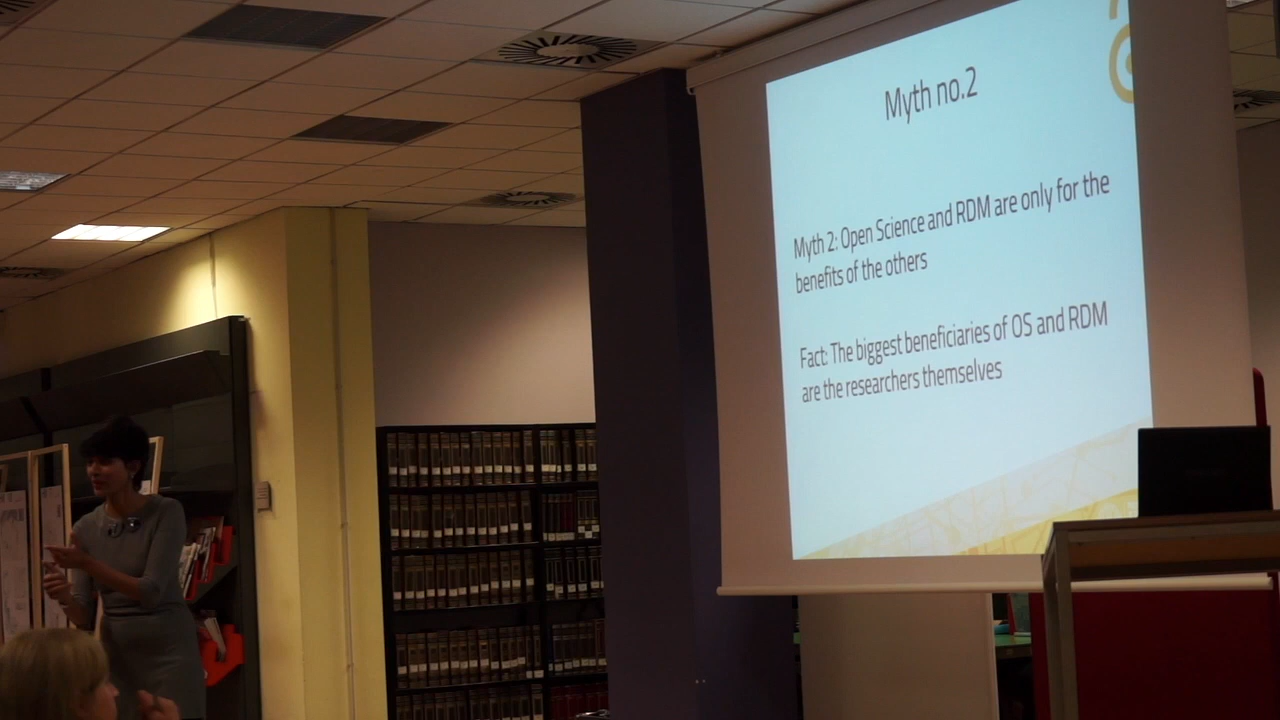 Myth no.2
Myth 2: Open Science and RDM are only for the
benefits of the others
Fact: The biggest beneficiaries of OS and RDM
are the researchers themselves